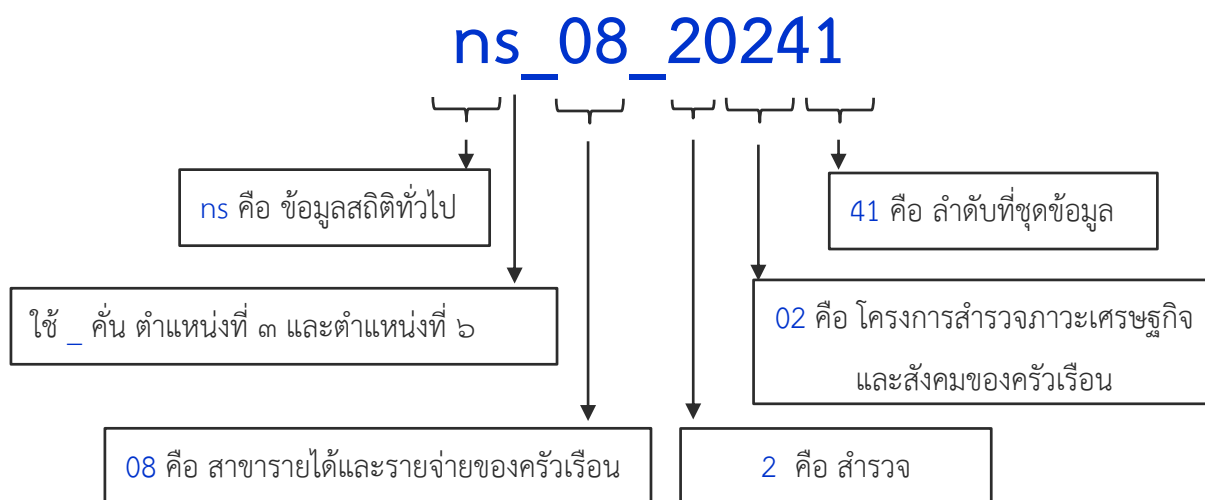 ns_08_20241
ns คือ ข้อมูลสถิติทั่วไป
41 คือ ลำดับที่ชุดข้อมูล
ใช้ _ คั่น ตำแหน่งที่ ๓ และตำแหน่งที่ ๖
02 คือ โครงการสำรวจภาวะเศรษฐกิจ
และสังคมของครัวเรือน
08 คือ สาขารายได้และรายจ่ายของครัวเรือน
2 คือ สำรวจ